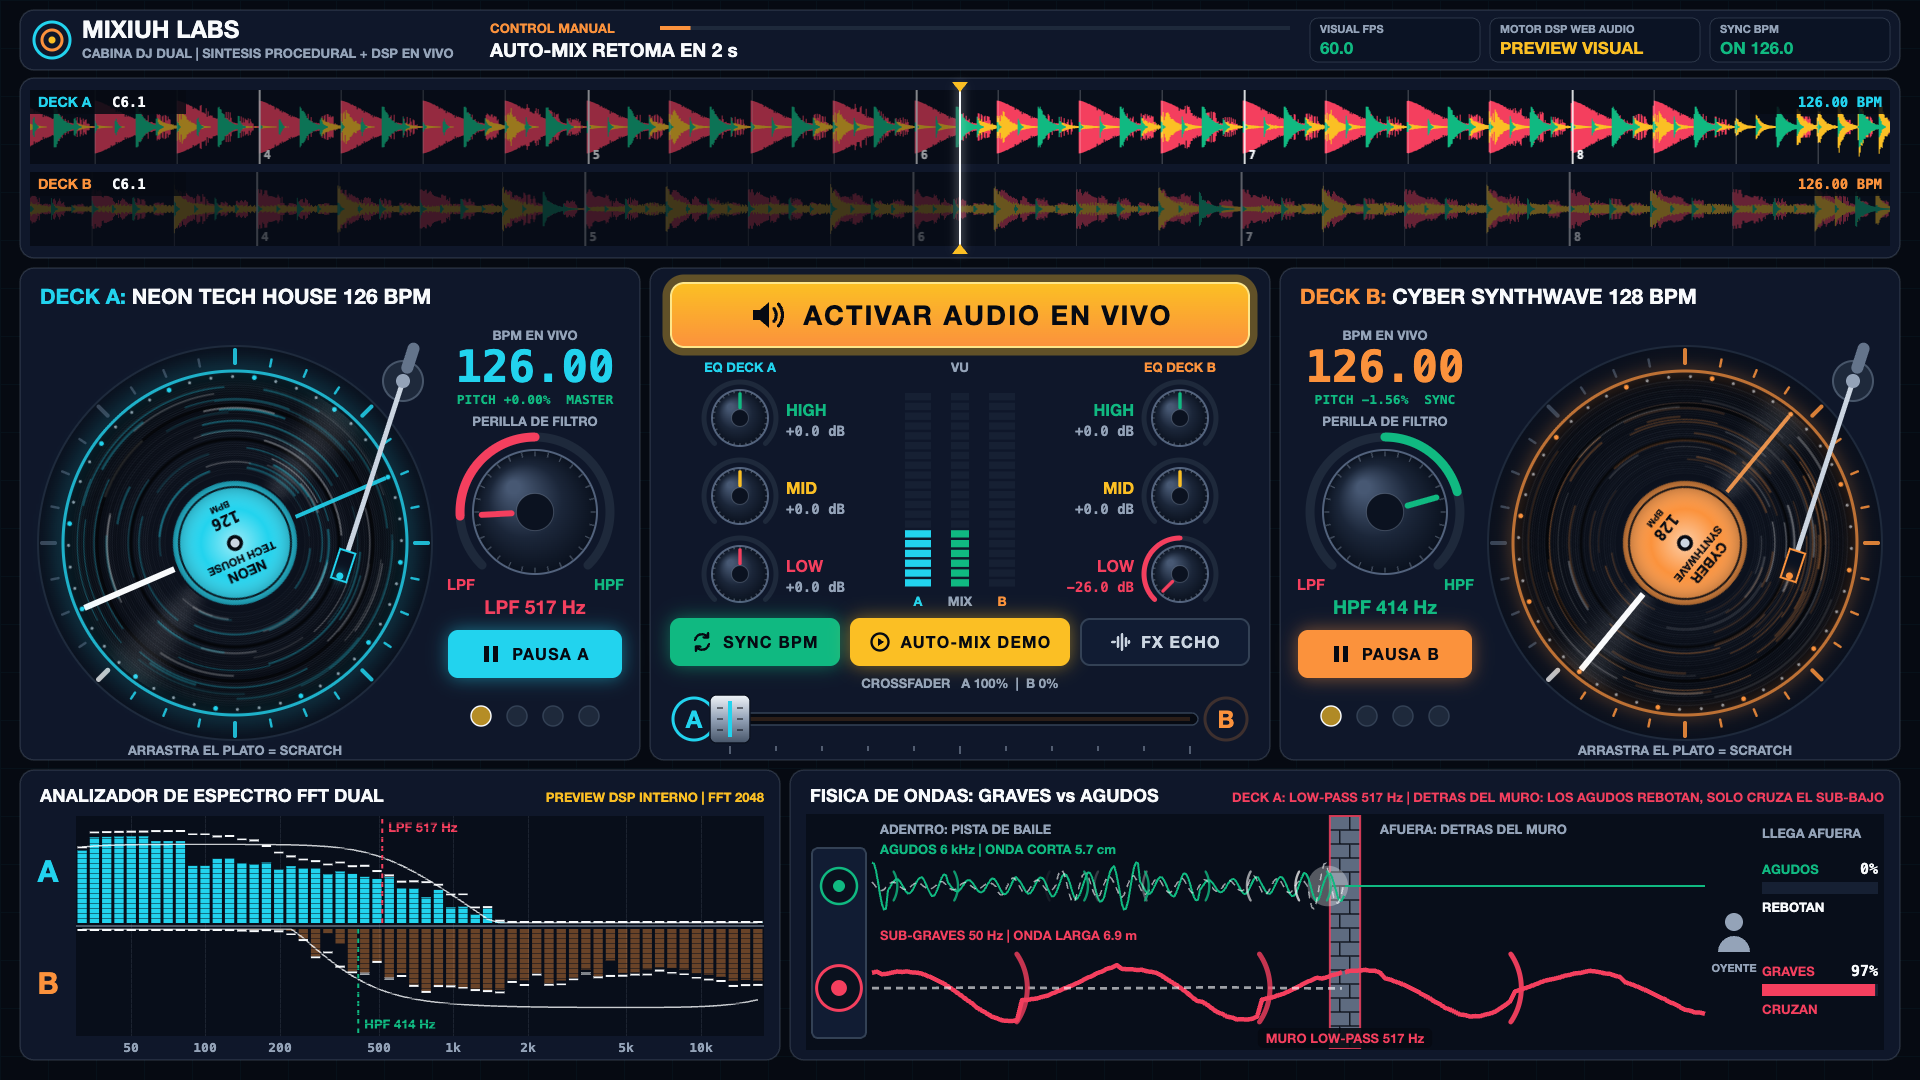 MIXIUH LABS
CABINA DJ DUAL | SINTESIS PROCEDURAL + DSP EN VIVO
CONTROL MANUAL
AUTO-MIX RETOMA EN 2 s
VISUAL FPS
60.0
MOTOR DSP WEB AUDIO
PREVIEW VISUAL
SYNC BPM
ON 126.0
DECK A C6.1
126.00 BPM
4 5 6 7 8
DECK B C6.1
126.00 BPM
4 5 6 7 8
DECK A: NEON TECH HOUSE 126 BPM
BPM EN VIVO
126.00
PITCH +0.00% MASTER
PERILLA DE FILTRO
LPF HPF
LPF 517 Hz
PAUSA A
NEON
TECH HOUSE
126
BPM
ARRASTRA EL PLATO = SCRATCH
ACTIVAR AUDIO EN VIVO
EQ DECK A
VU
EQ DECK B
HIGH
+0.0 dB
HIGH
+0.0 dB
MID
+0.0 dB
MID
+0.0 dB
LOW
+0.0 dB
LOW
−26.0 dB
A MIX B
SYNC BPM
AUTO-MIX DEMO
FX ECHO
CROSSFADER A 100% | B 0%
A
B
DECK B: CYBER SYNTHWAVE 128 BPM
BPM EN VIVO
126.00
PITCH −1.56% SYNC
PERILLA DE FILTRO
LPF HPF
HPF 414 Hz
PAUSA B
CYBER
SYNTHWAVE
128
BPM
ARRASTRA EL PLATO = SCRATCH
ANALIZADOR DE ESPECTRO FFT DUAL
PREVIEW DSP INTERNO | FFT 2048
LPF 517 Hz
A
B
HPF 414 Hz
50 100 200 500 1k 2k 5k 10k
FISICA DE ONDAS: GRAVES vs AGUDOS
DECK A: LOW-PASS 517 Hz | DETRAS DEL MURO: LOS AGUDOS REBOTAN, SOLO CRUZA EL SUB-BAJO
ADENTRO: PISTA DE BAILE
AFUERA: DETRAS DEL MURO
LLEGA AFUERA
AGUDOS 6 kHz | ONDA CORTA 5.7 cm
AGUDOS 0%
REBOTAN
SUB-GRAVES 50 Hz | ONDA LARGA 6.9 m
OYENTE
GRAVES 97%
CRUZAN
MURO LOW-PASS 517 Hz